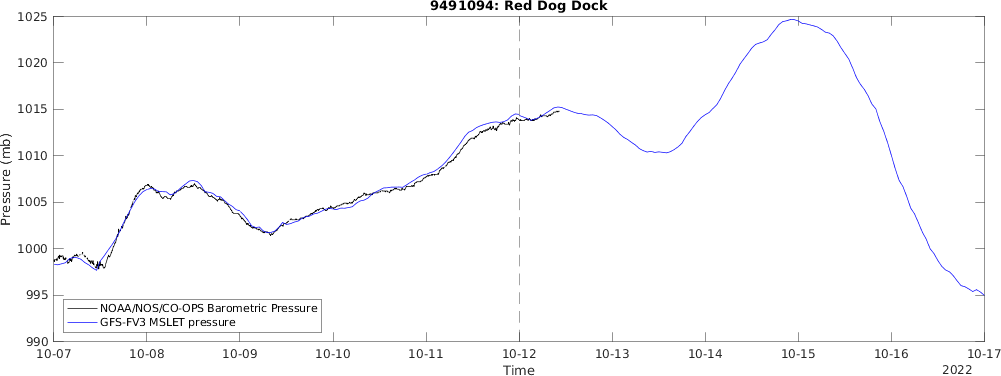 9491094: Red Dog Dock
Pressure (mb)
1025
1020
1015
1010
1005
1000
995
990
NOAA/NOS/CO-OPS Barometric Pressure
GFS-FV3 MSLET pressure
10-07 10-08 10-09 10-10 10-11 10-12 10-13 10-14 10-15 10-16 10-17
Time
2022